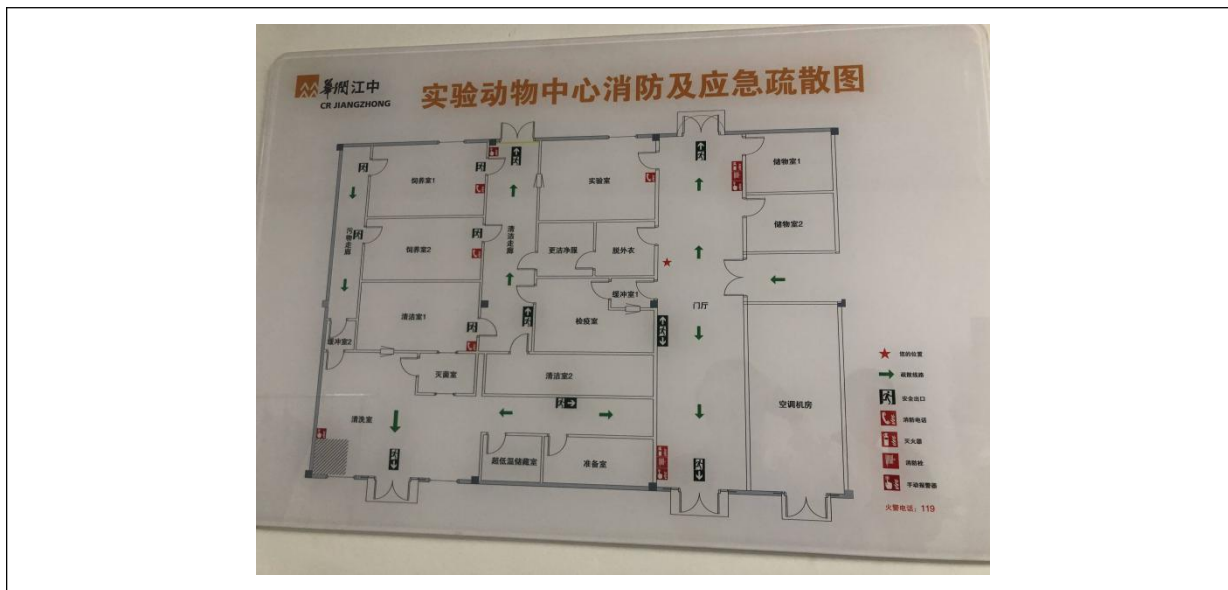 華潤江中
CR JIANGZHONG
实验动物中心消防及应急疏散图
饲养室1
实验室
储物室1
储物室2
污物走廊
清洁走廊
饲养室2
更洁净服
脱外衣
缓冲室1
门厅
清洁室1
检疫室
缓冲室2
灭菌室
清洁室2
空调机房
清洗室
超低温储藏室
准备室
您的位置
疏散线路
安全出口
消防电话
灭火器
消防栓
手动报警器
火警电话：119